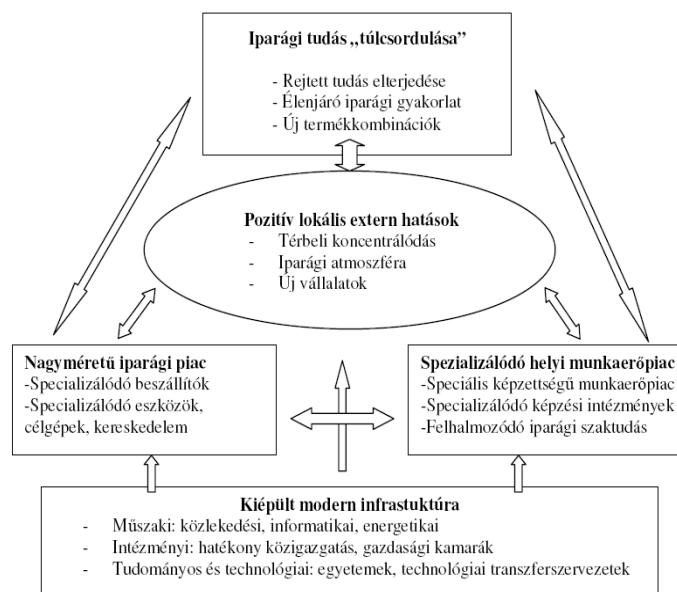 Iparági tudás „túlcsordulása”
- Rejtett tudás elterjedése
- Élenjáró iparági gyakorlat
- Új termékkombinációk
Pozitív lokális extern hatások
- Térbeli koncentrálódás
- Iparági atmoszféra
- Új vállalatok
Nagyméretű iparági piac
-Specializálódó beszállítók
-Specializálódó eszközök,
célgépek, kereskedelem
Spezializálódó helyi munkaerőpiac
-Speciális képzettségű munkaerőpiac
-Specializálódó képzési intézmények
-Felhalmozódó iparági szaktudás
Kiépült modern infrastuktúra
- Műszaki: közlekedési, informatikai, energetikai
- Intézményi: hatékony közigazgatás, gazdasági kamarák
- Tudományos és technológiai: egyetemek, technológiai transzferszervezetek